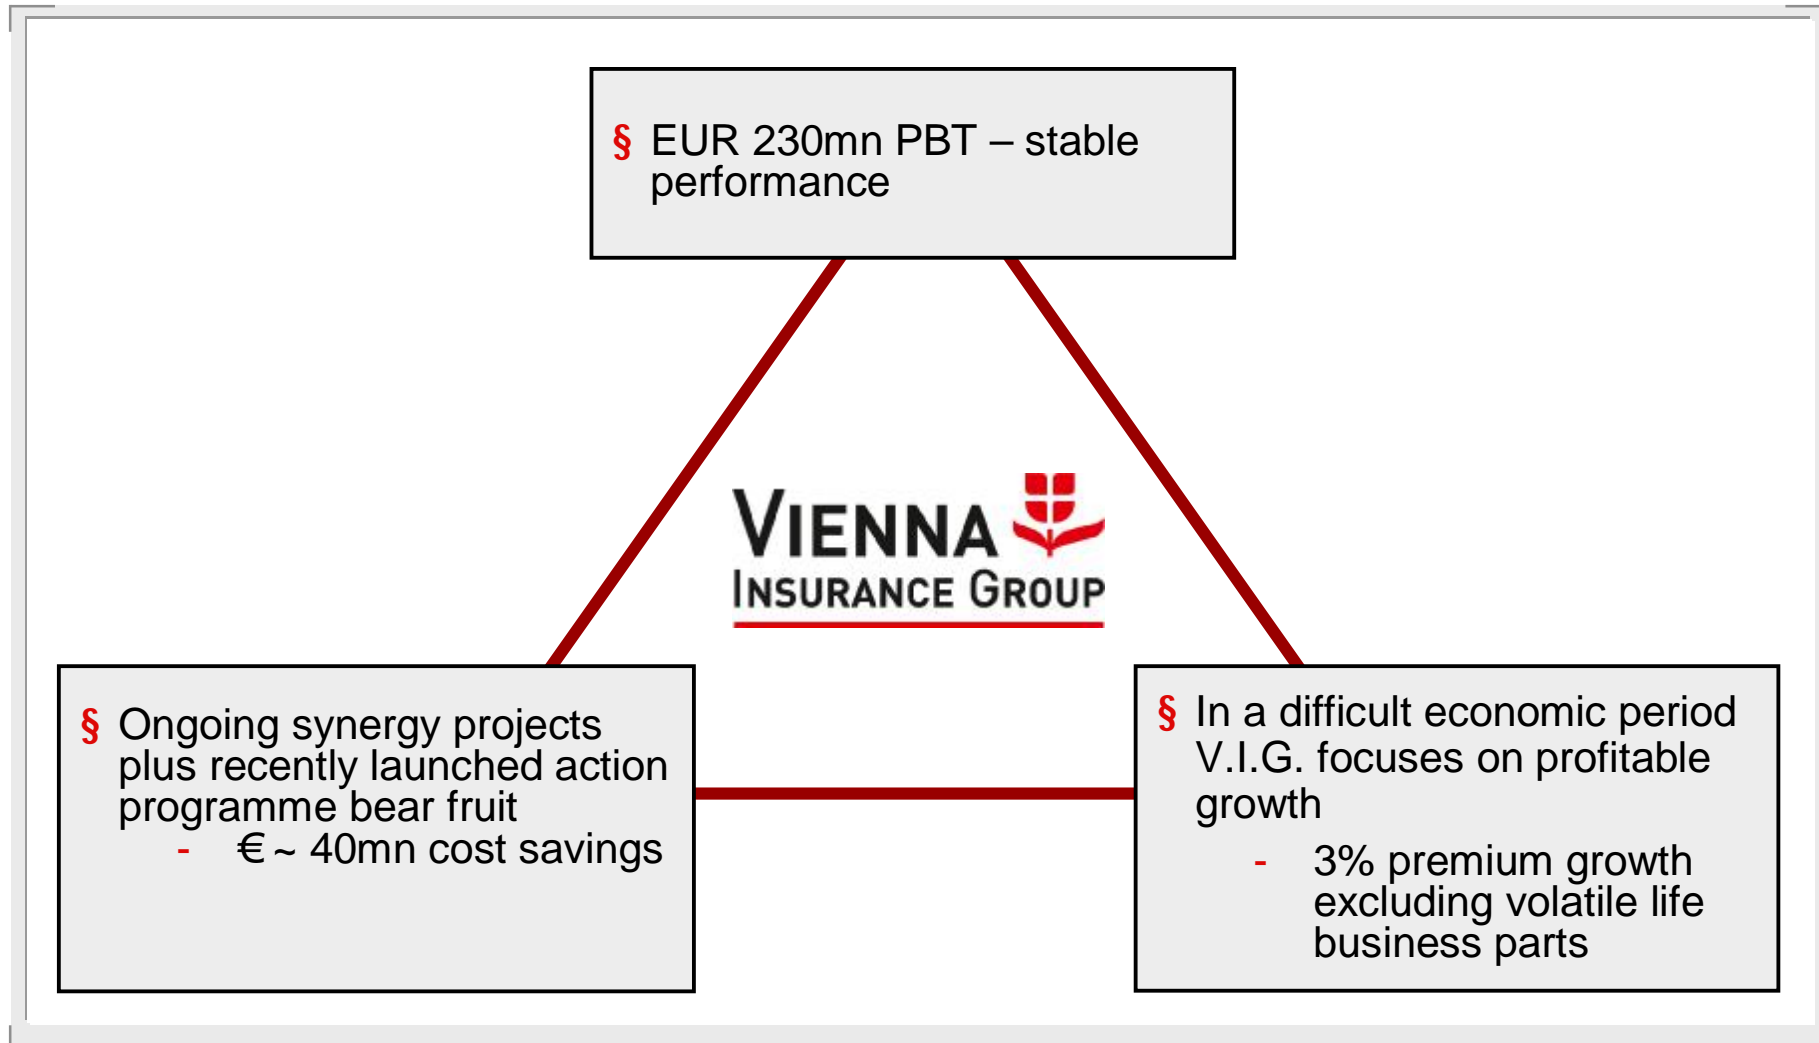 § EUR 230mn PBT – stable
performance
VIENNA
INSURANCE GROUP
§ Ongoing synergy projects
plus recently launched action
programme bear fruit
- €~ 40mn cost savings
§ In a difficult economic period
V.I.G. focuses on profitable
growth
- 3% premium growth
excluding volatile life
business parts